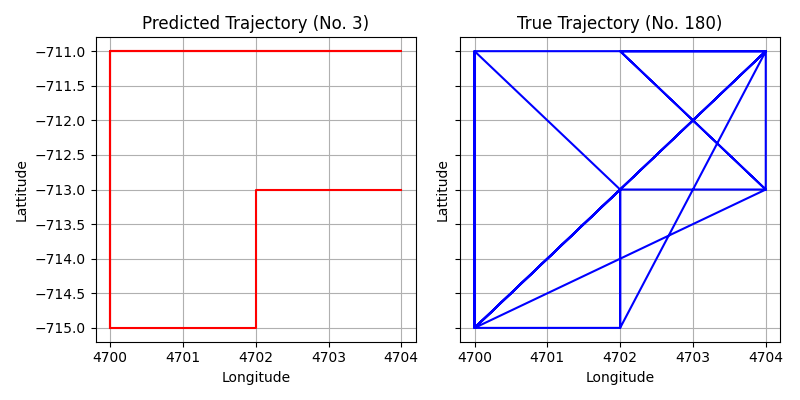 Predicted Trajectory (No. 3)
True Trajectory (No. 180)
Lattitude
−711.0
−711.5
−712.0
−712.5
−713.0
−713.5
−714.0
−714.5
−715.0
4700 4701 4702 4703 4704
Longitude
Lattitude
4700 4701 4702 4703 4704
Longitude